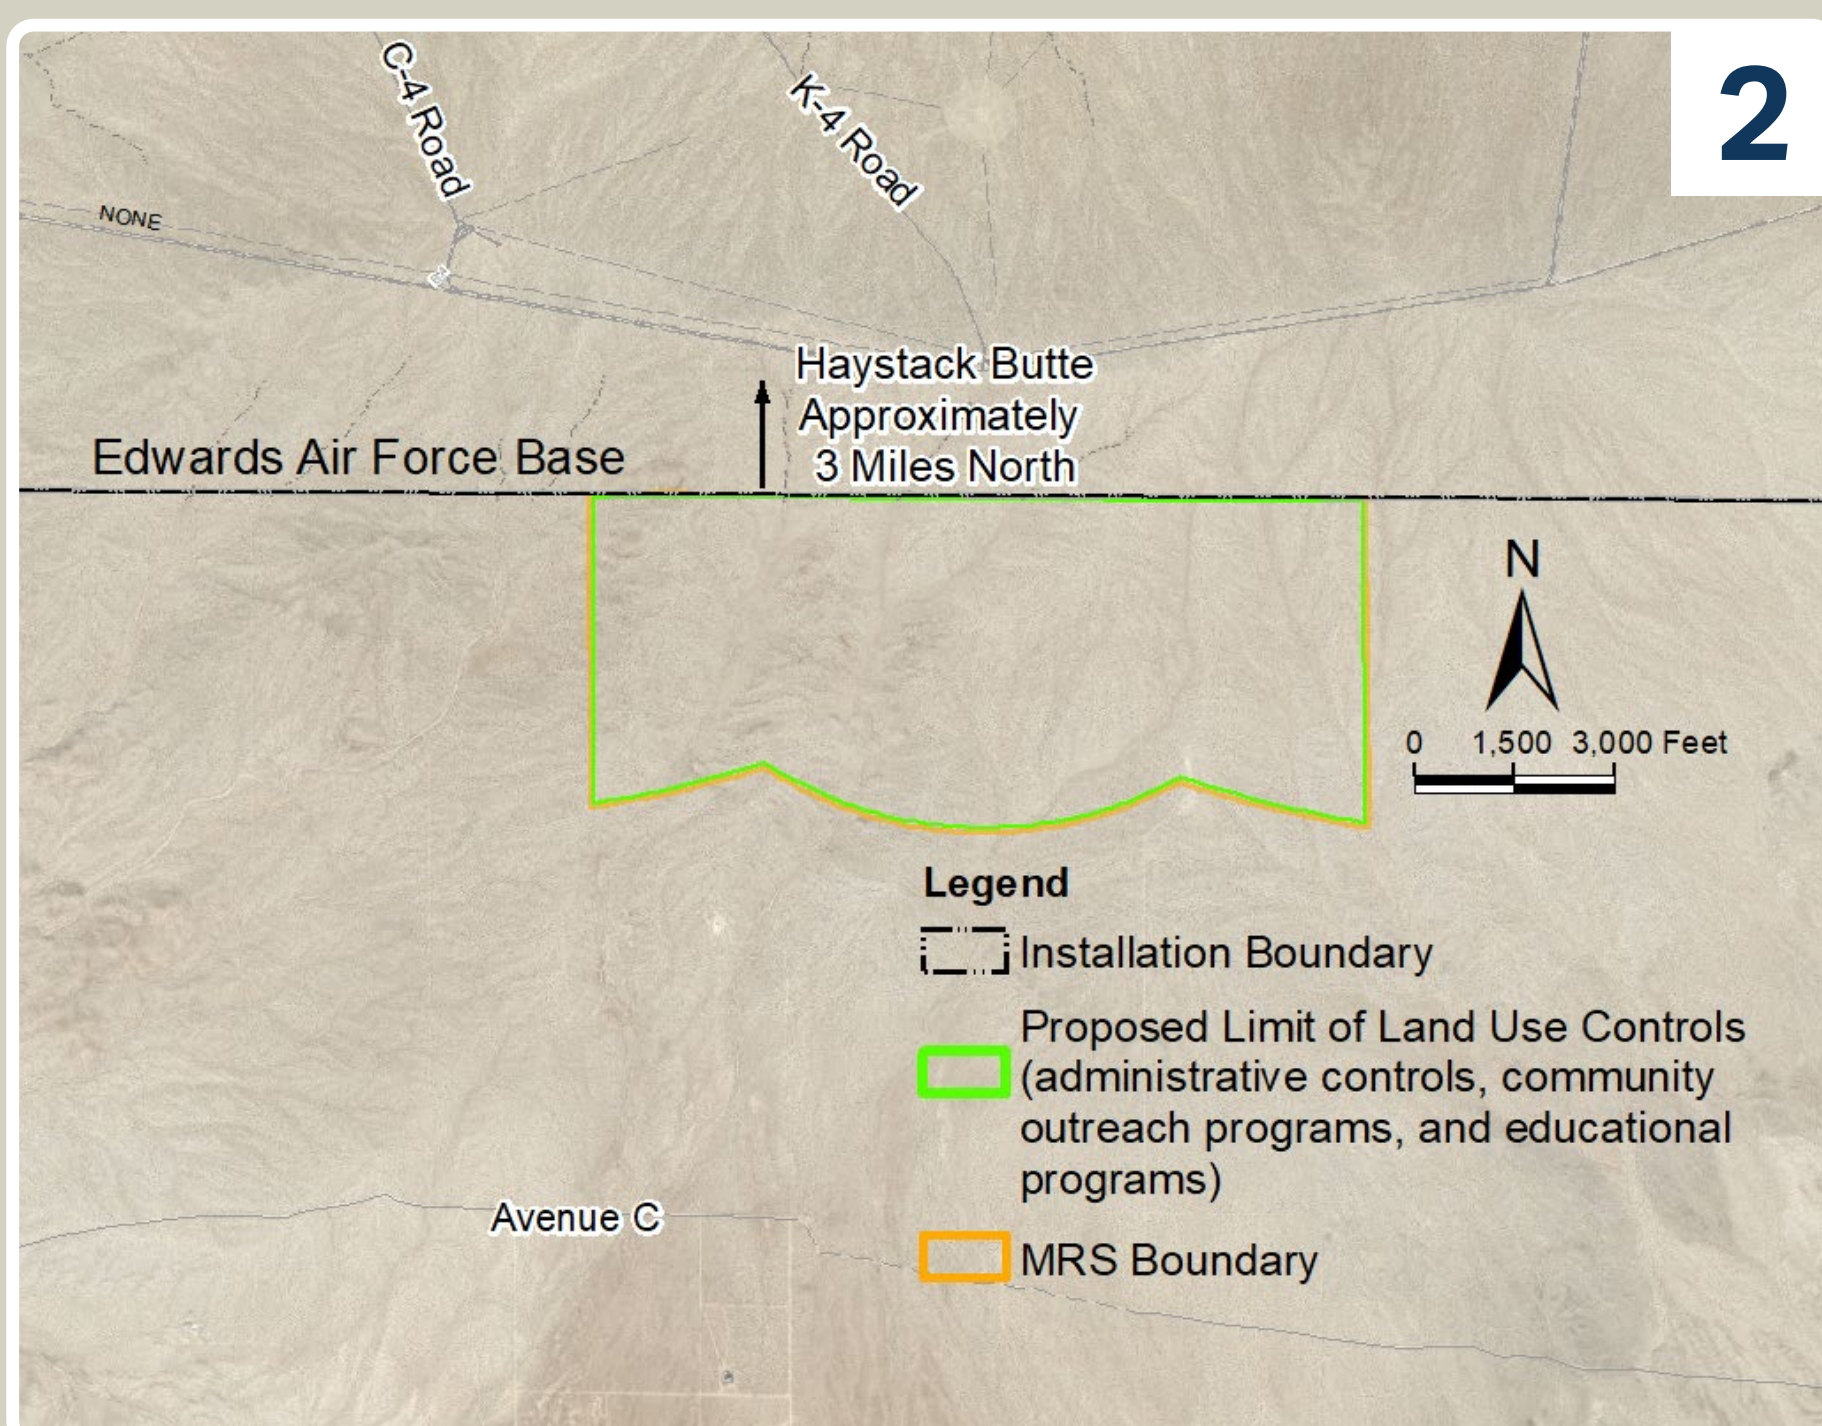 2
C-4 Road
K-4 Road
NONE
Haystack Butte
Approximately
3 Miles North
Edwards Air Force Base
N
0 1,500 3,000 Feet
Legend
Installation Boundary
Proposed Limit of Land Use Controls
(administrative controls, community
outreach programs, and educational
programs)
Avenue C
MRS Boundary